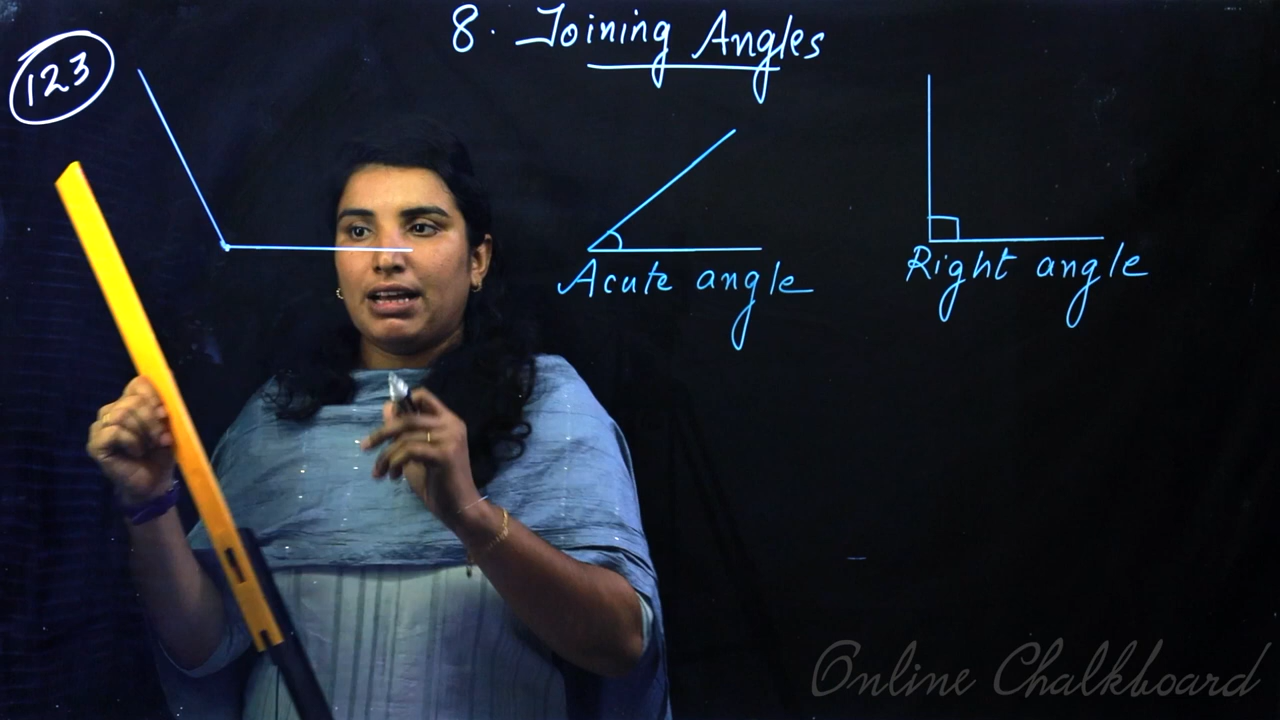 8. Joining Angles
123
Acute angle
Right angle
Online Chalkboard